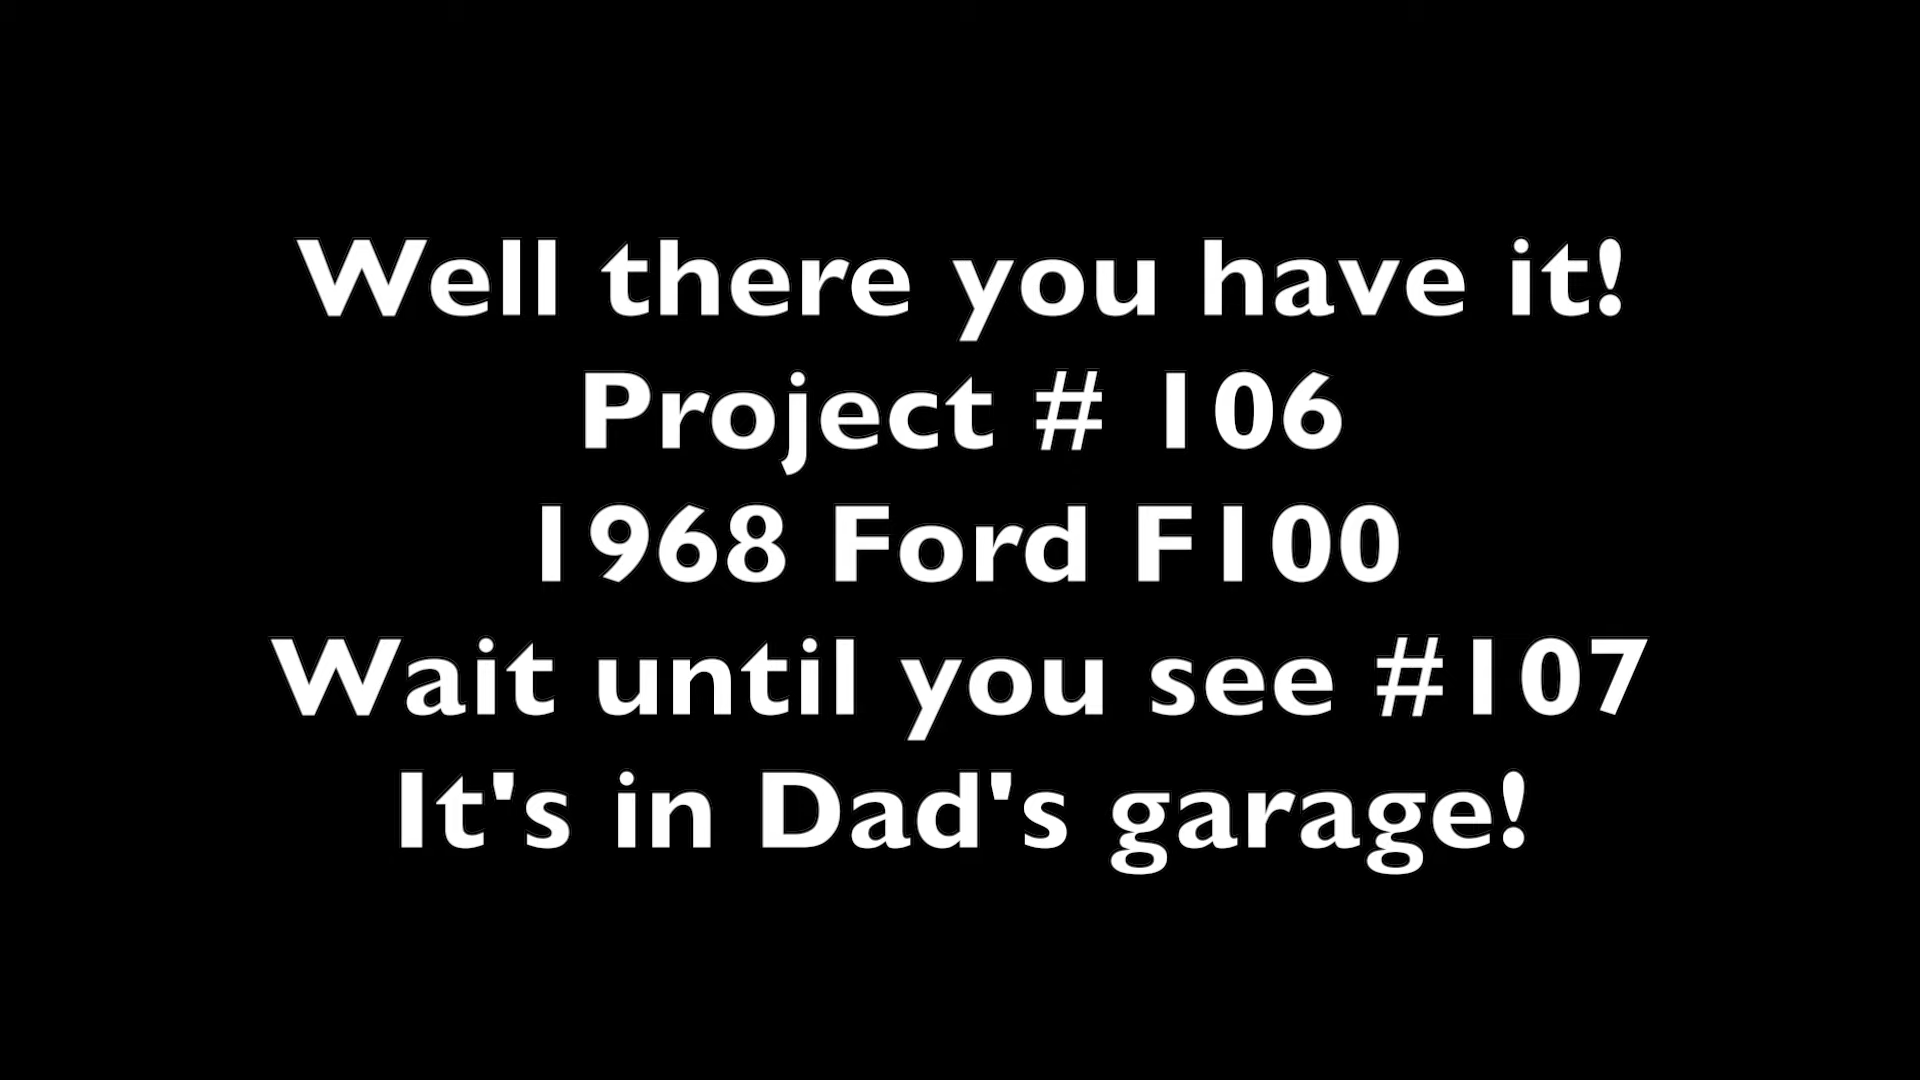 Well there you have it!
Project # 106
1968 Ford F100
Wait until you see #107
It's in Dad's garage!